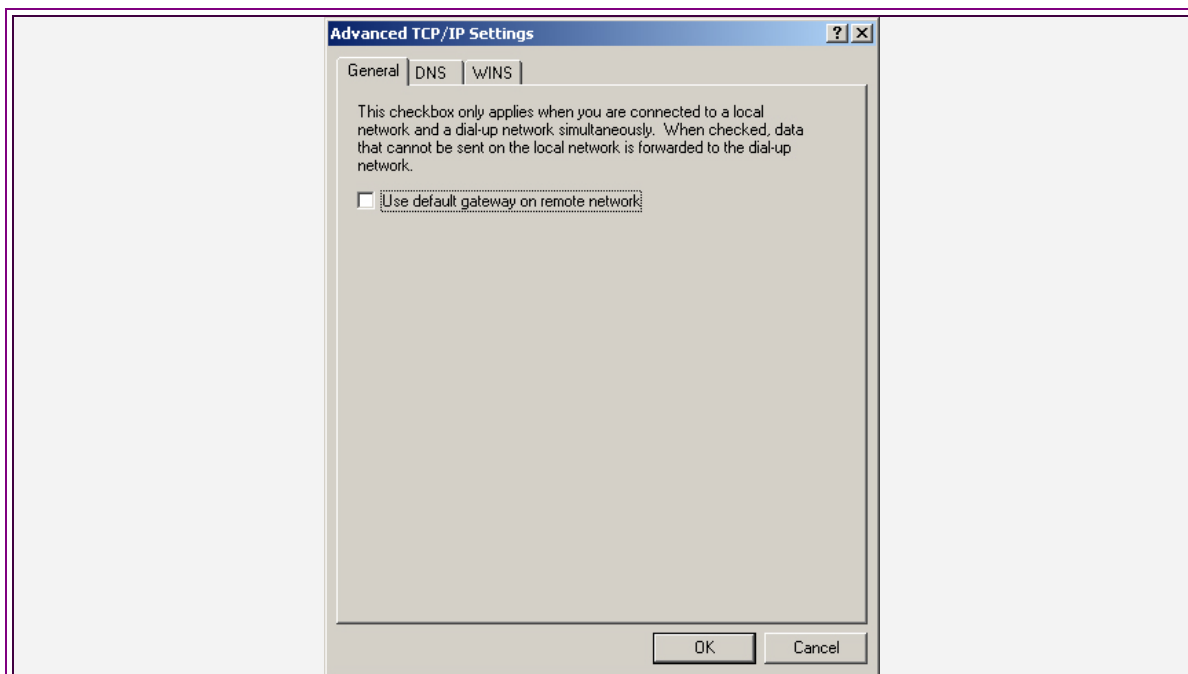 Advanced TCP/IP Settings
General DNS WINS
This checkbox only applies when you are connected to a local
network and a dial-up network simultaneously. When checked, data
that cannot be sent on the local network is forwarded to the dial-up
network.
Use default gateway on remote network
OK Cancel